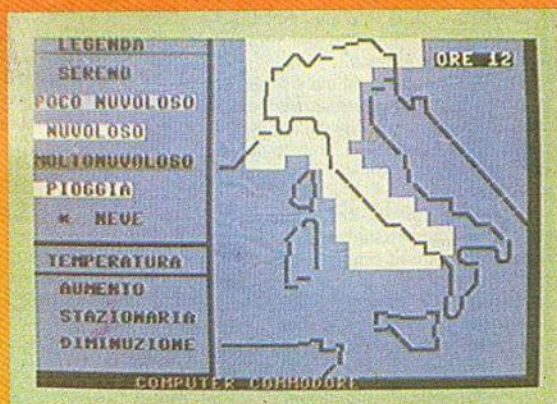 LEGENDA
SERENO
POCO NUVOLOSO
NUVOLOSO
MOLTONUVOLOSO
PIOGGIA
* NEVE
TEMPERATURA
AUMENTO
STAZIONARIA
DIMINUZIONE
ORE 12
COMPUTER COMMODORE